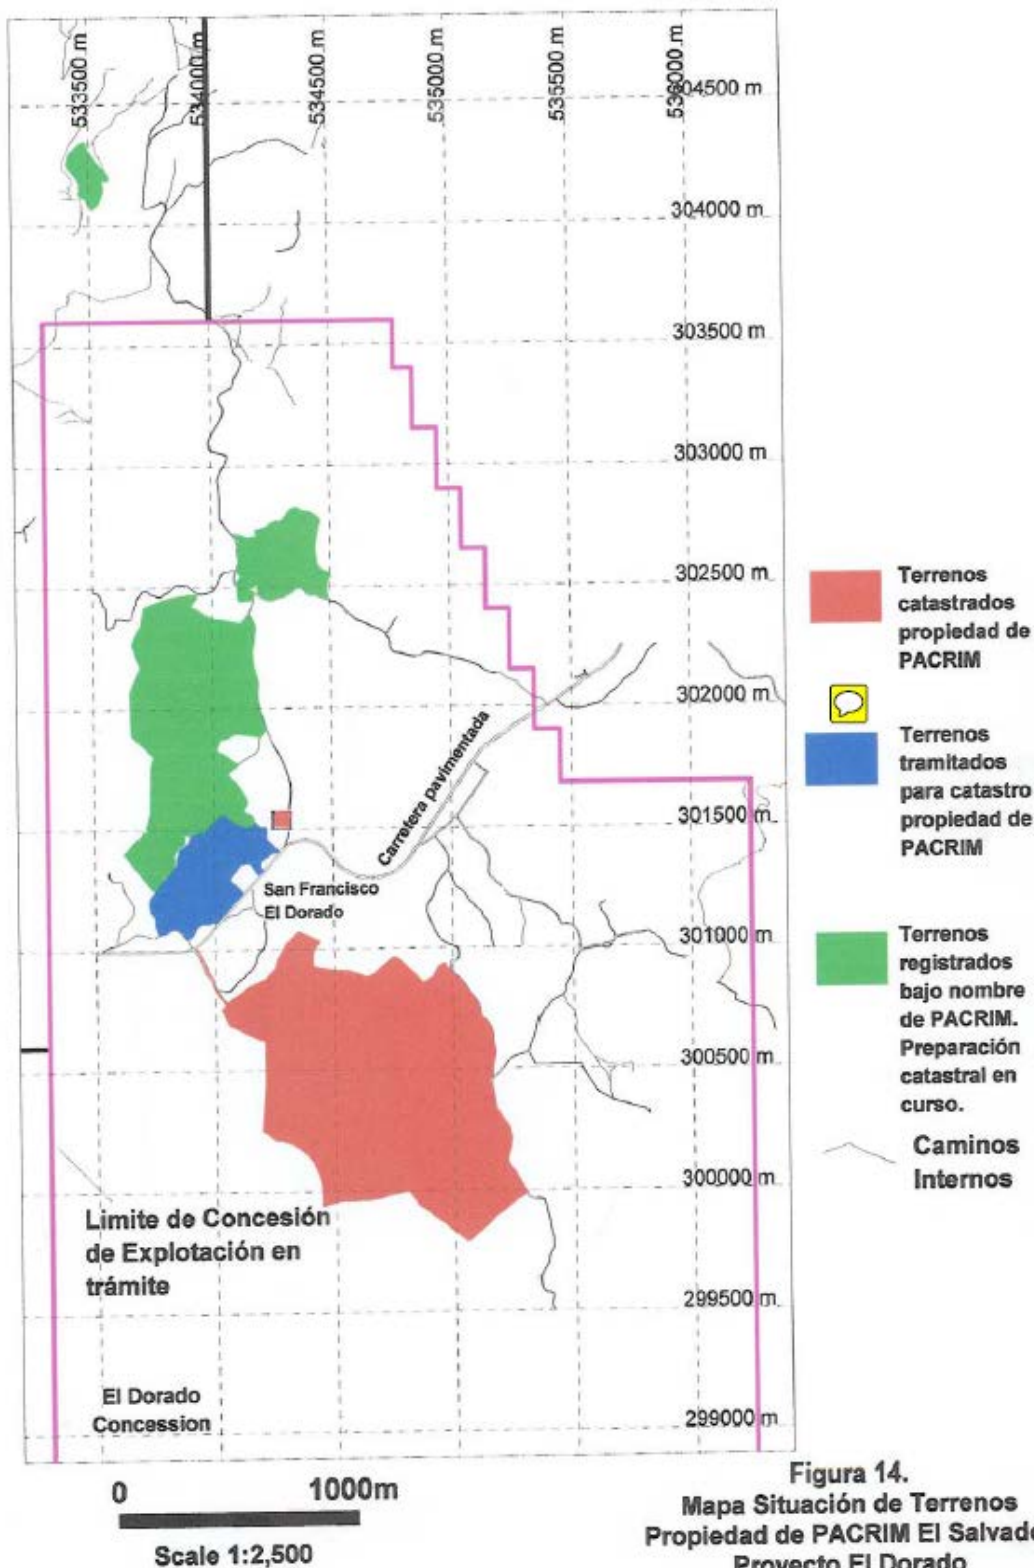 533500 m
534000 m
534500 m
535000 m
535500 m
536000 m
304500 m
304000 m
303500 m
303000 m
302500 m
302000 m
301500 m
301000 m
300500 m
300000 m
299500 m
299000 m
Carretera pavimentada
San Francisco
El Dorado
Limite de Concesión
de Explotación en
trámite
El Dorado
Concession
Terrenos
catastrados
propiedad de
PACRIM
Terrenos
tramitados
para catastro
propiedad de
PACRIM
Terrenos
registrados
bajo nombre
de PACRIM.
Preparación
catastral en
curso.
Caminos
Internos
0 1000m
Scale 1:2,500
Figura 14.
Mapa Situación de Terrenos
Propiedad de PACRIM El Salvado
Proyecto El Dorado